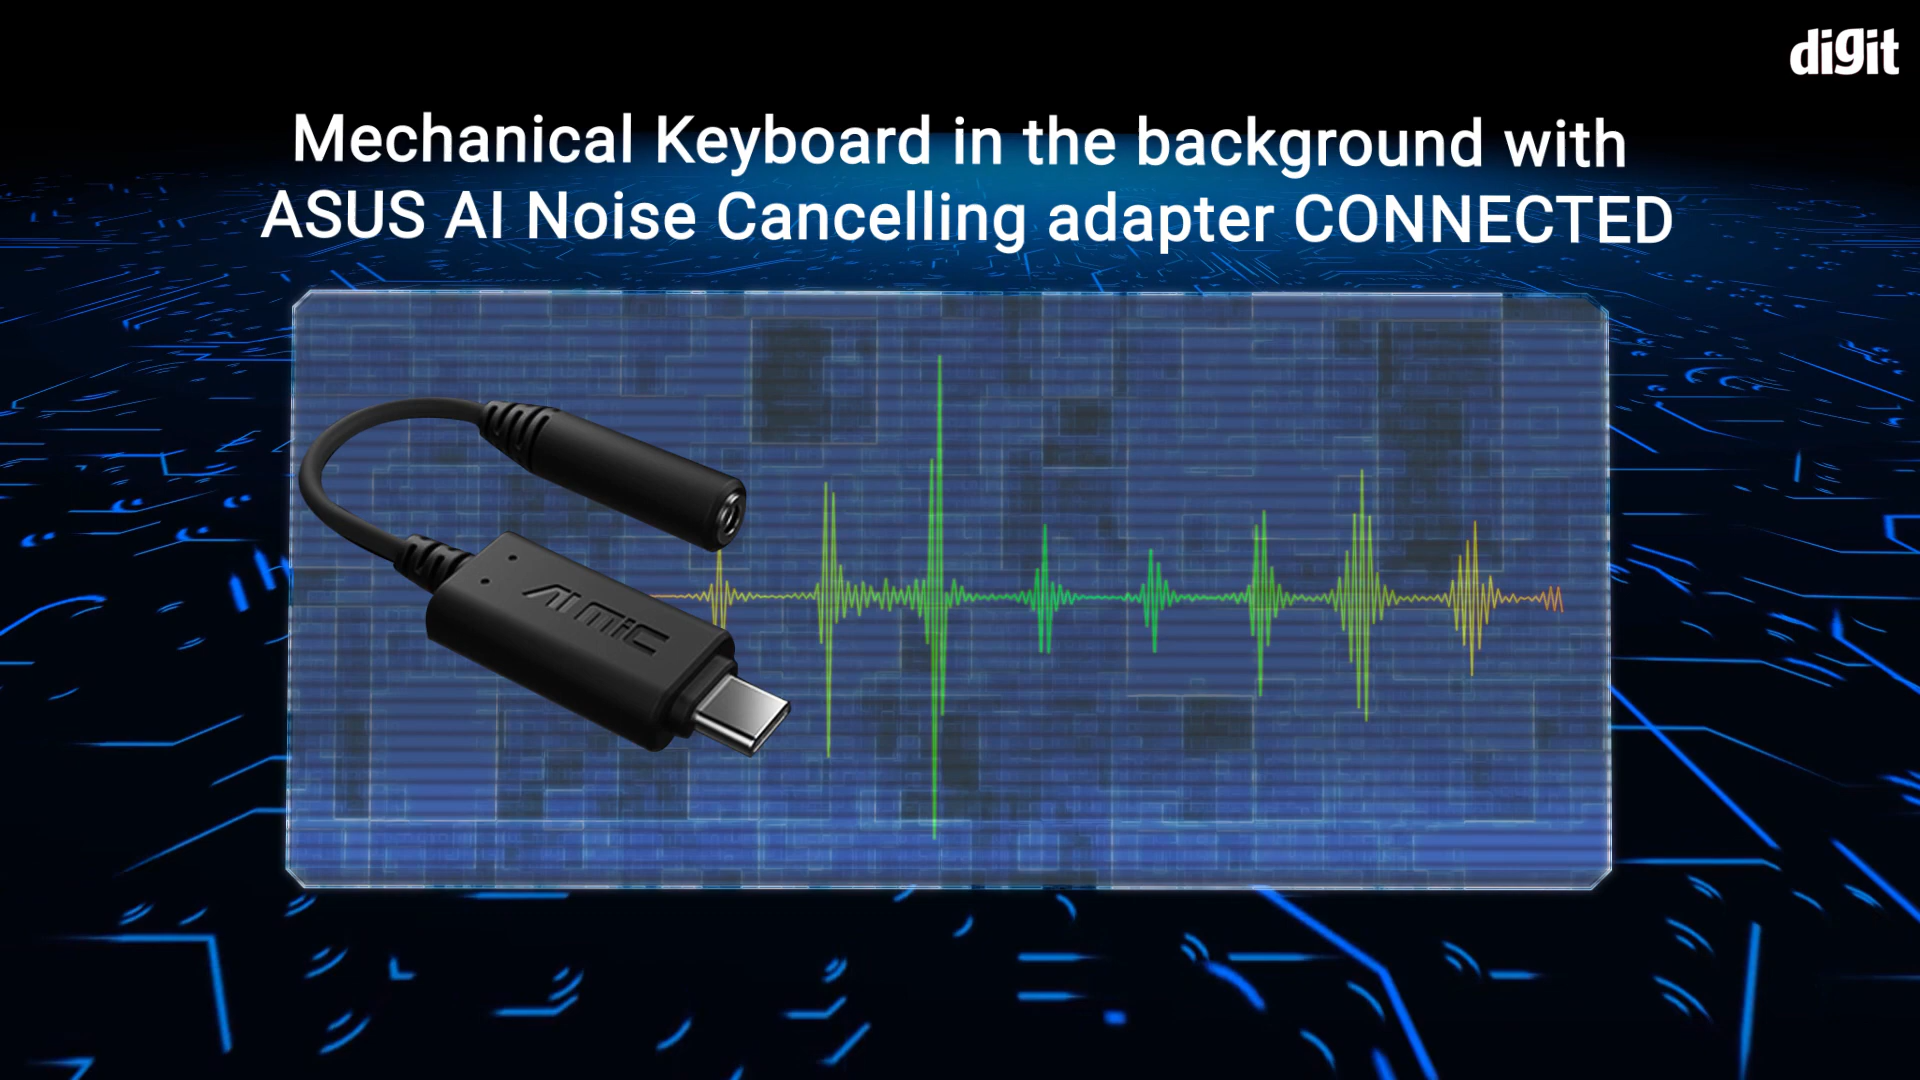 digit
Mechanical Keyboard in the background with
ASUS AI Noise Cancelling adapter CONNECTED
AI MIC